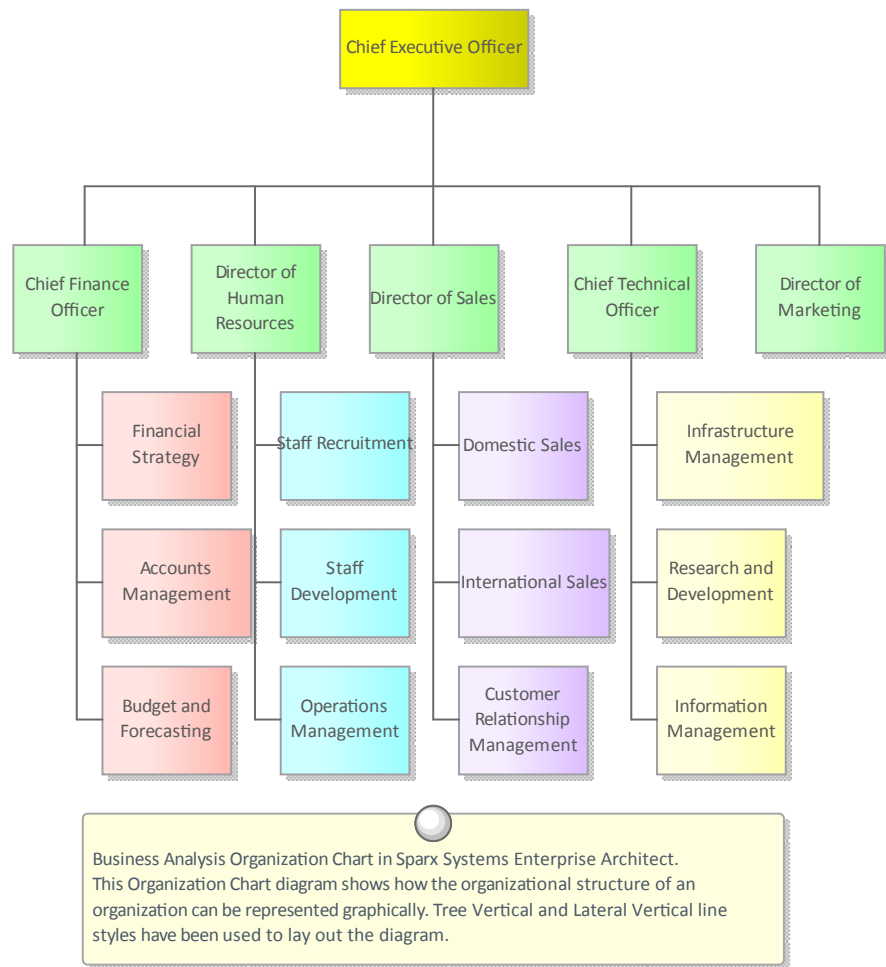 Chief Executive Officer
Chief Finance
Officer
Director of
Human
Resources
Director of Sales
Chief Technical
Officer
Director of
Marketing
Financial
Strategy
Staff Recruitment
Domestic Sales
Infrastructure
Management
Accounts
Management
Staff
Development
International Sales
Research and
Development
Budget and
Forecasting
Operations
Management
Customer
Relationship
Management
Information
Management
Business Analysis Organization Chart in Sparx Systems Enterprise Architect.
This Organization Chart diagram shows how the organizational structure of an
organization can be represented graphically. Tree Vertical and Lateral Vertical line
styles have been used to lay out the diagram.